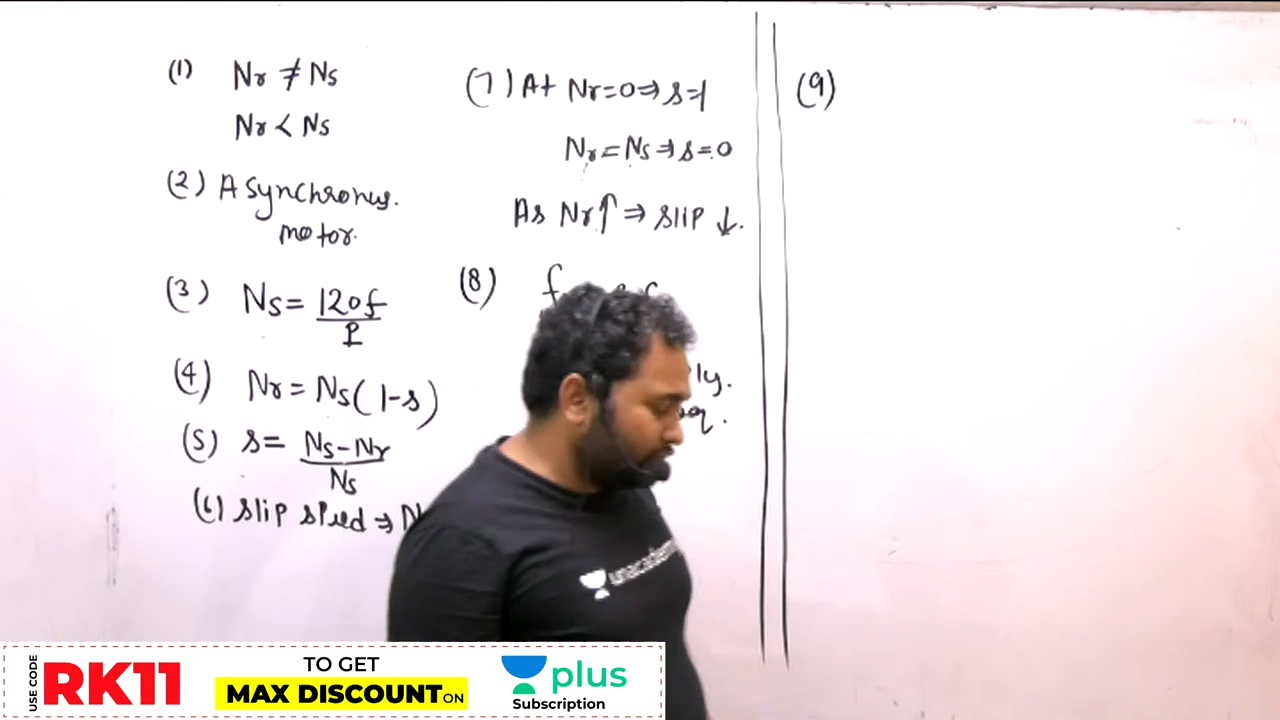 (1) Nr ≠ Ns
Nr < Ns
(2) Asynchronus.
motor.
(3) Ns = 120f
P
(4) Nr = Ns(1-s)
(5) s = Ns-Nr
Ns
(6) slip speed ⇒ N
(7) At Nr=0 ⇒ s=1
Nr = Ns ⇒ s=0
As Nr↑ ⇒ slip ↓.
(8) f
ly.
(9)
unacademy
USE CODE
RK11
TO GET
MAX DISCOUNT ON
plus
Subscription